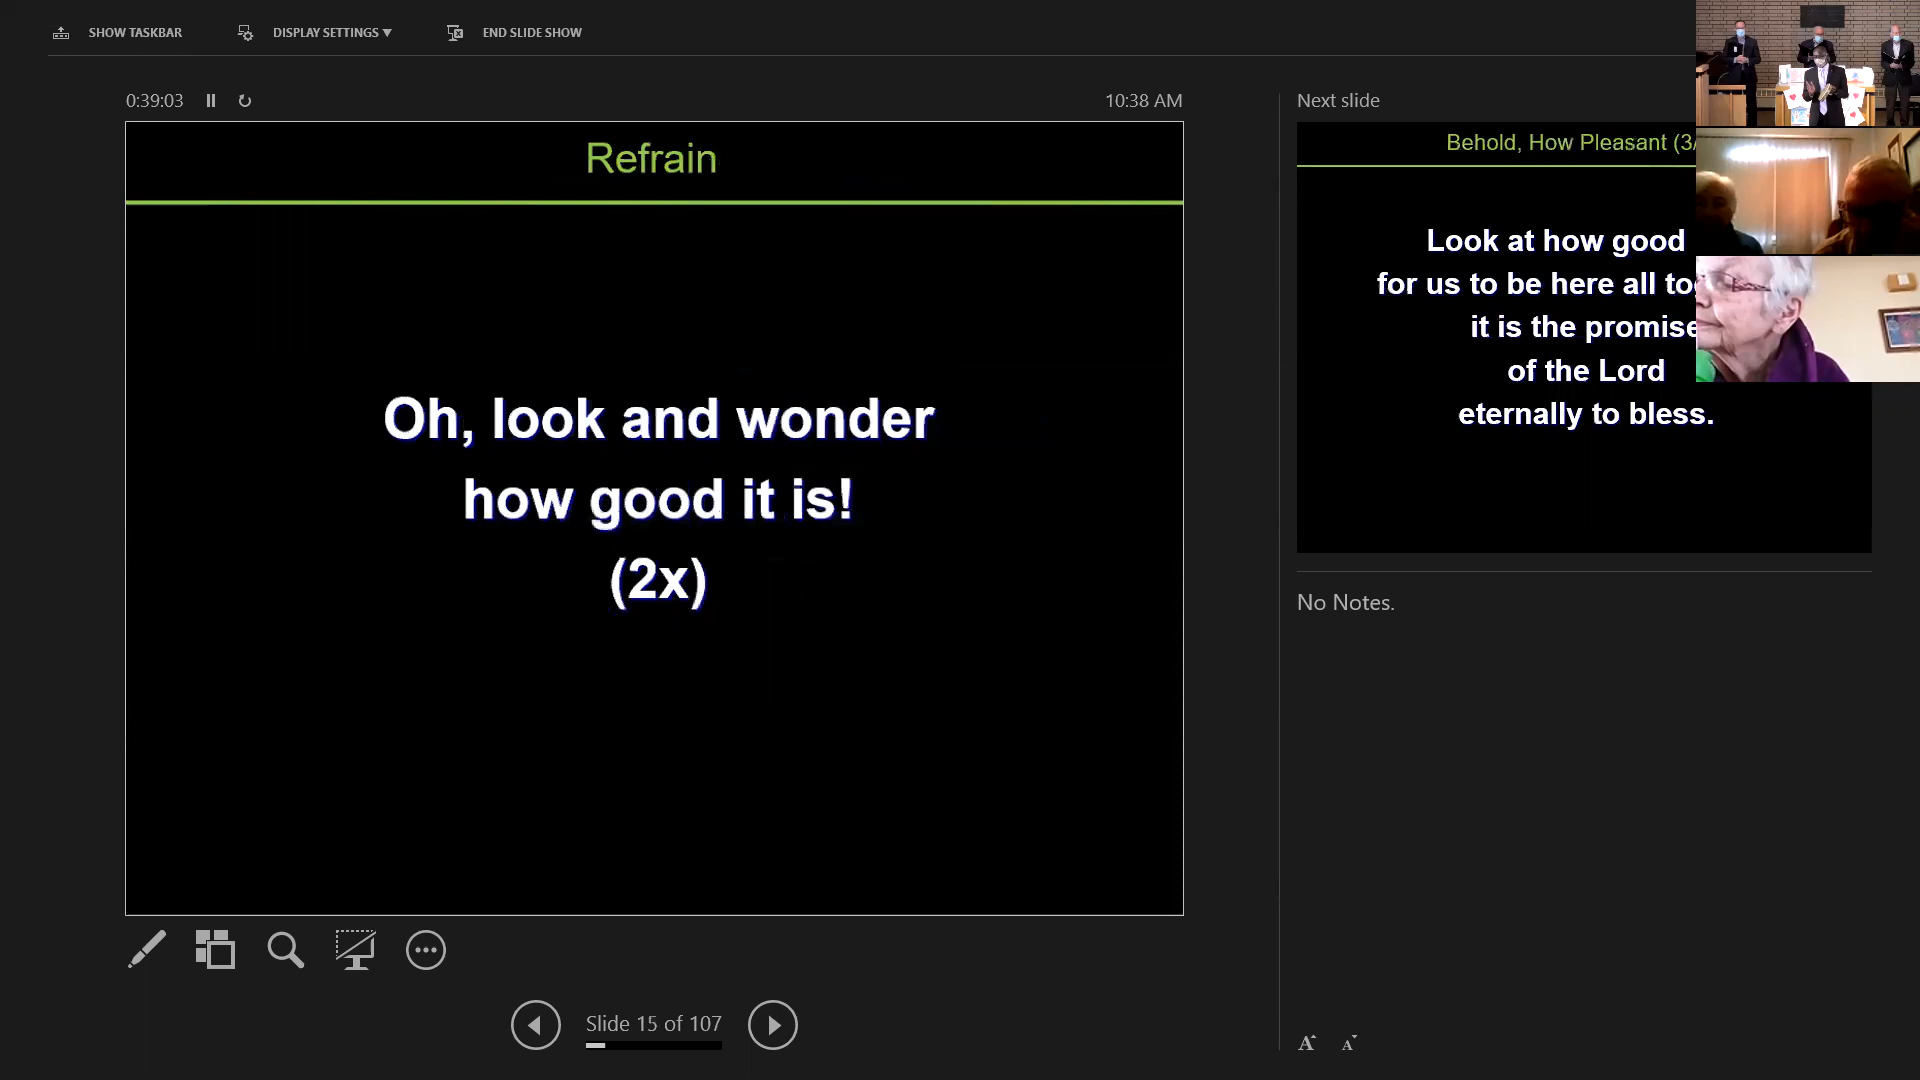 SHOW TASKBAR
DISPLAY SETTINGS ▼
END SLIDE SHOW
0:39:03
10:38 AM
Refrain
Oh, look and wonder
how good it is!
(2x)
Slide 15 of 107
Next slide
Behold, How Pleasant (3/
Look at how good
for us to be here all
it is the promise
of the Lord
eternally to bless.
No Notes.
A A